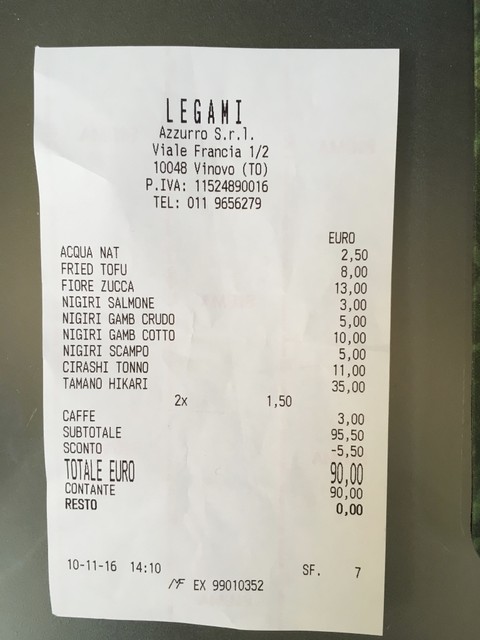 LEGAMI
Azzurro S.r.l.
Viale Francia 1/2
10048 Vinovo (TO)
P.IVA: 11524890016
TEL: 011 9656279
EURO
ACQUA NAT 2,50
FRIED TOFU 8,00
FIORE ZUCCA 13,00
NIGIRI SALMONE 3,00
NIGIRI GAMB CRUDO 5,00
NIGIRI GAMB COTTO 10,00
NIGIRI SCAMPO 5,00
CIRASHI TONNO 11,00
TAMANO HIKARI 35,00
2x 1,50
CAFFE 3,00
SUBTOTALE 95,50
SCONTO -5,50
TOTALE EURO 90,00
CONTANTE 90,00
RESTO 0,00
10-11-16 14:10 SF. 7
MF EX 99010352